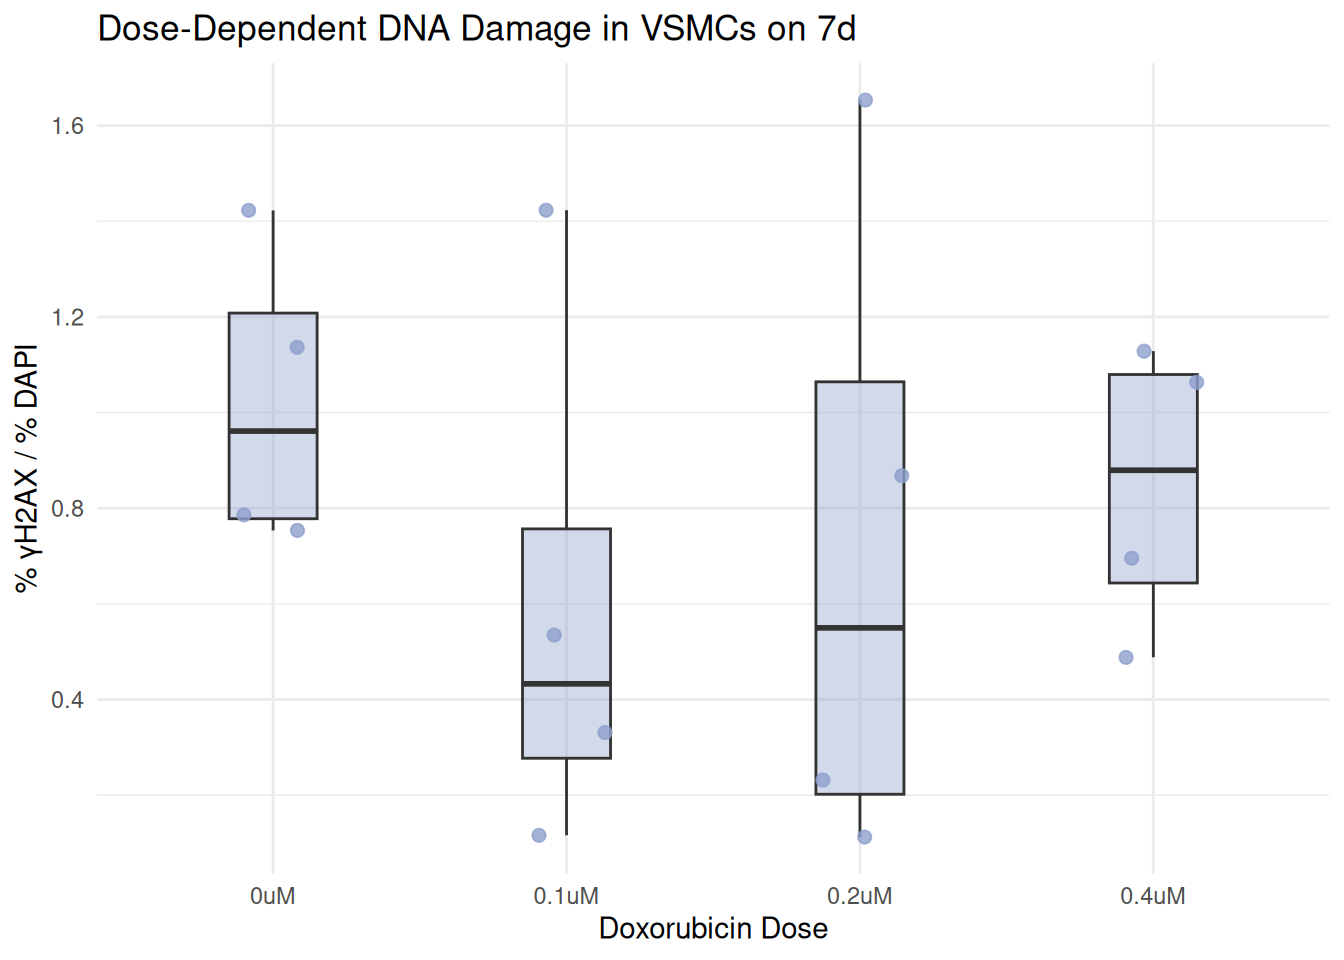 Dose-Dependent DNA Damage in VSMCs on 7d
% γH2AX / % DAPI
1.6
1.2
0.8
0.4
0uM
0.1uM
0.2uM
0.4uM
Doxorubicin Dose